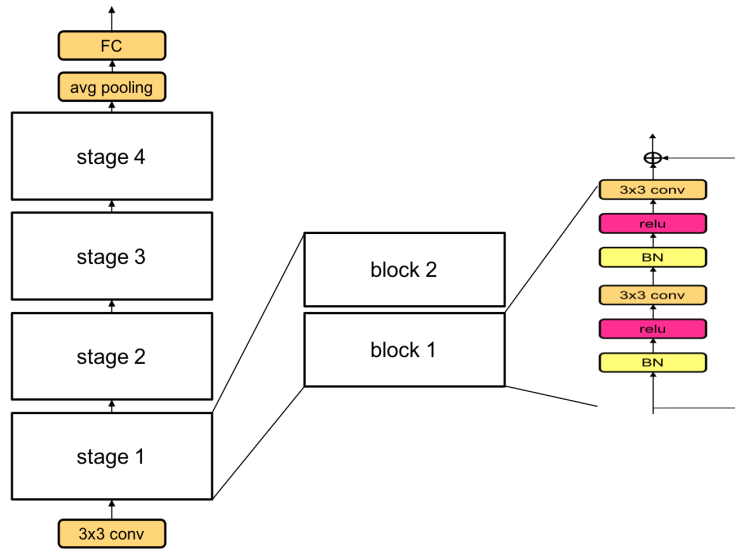 FC
avg pooling
stage 4
stage 3
stage 2
stage 1
3x3 conv
block 2
block 1
3x3 conv
relu
BN
3x3 conv
relu
BN